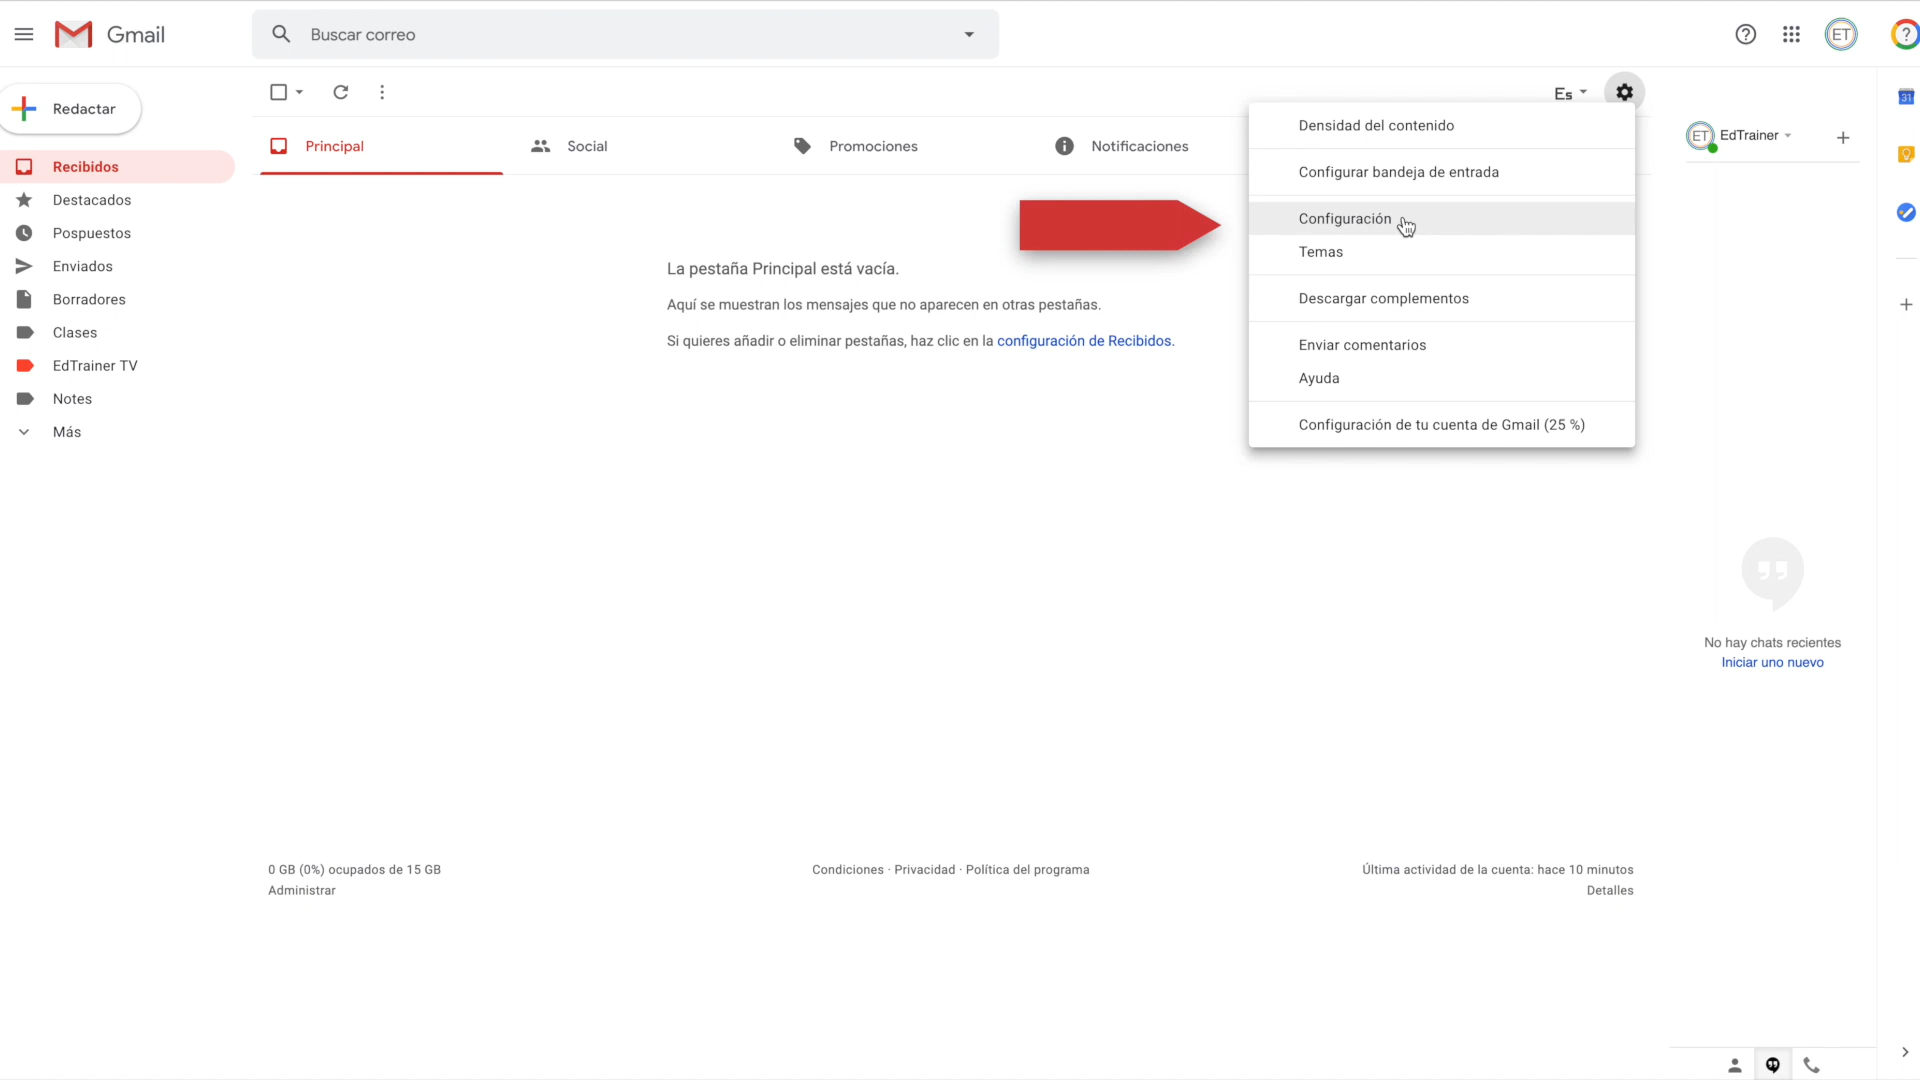 Gmail
Buscar correo
ET
Redactar
Es
Principal
Social
Promociones
Notificaciones
Recibidos
Destacados
Pospuestos
Enviados
Borradores
Clases
EdTrainer TV
Notes
Más
La pestaña Principal está vacía.
Aquí se muestran los mensajes que no aparecen en otras pestañas.
Si quieres añadir o eliminar pestañas, haz clic en la configuración de Recibidos.
Densidad del contenido
Configurar bandeja de entrada
Configuración
Temas
Descargar complementos
Enviar comentarios
Ayuda
Configuración de tu cuenta de Gmail (25 %)
ET EdTrainer
31
No hay chats recientes
Iniciar uno nuevo
0 GB (0%) ocupados de 15 GB
Administrar
Condiciones · Privacidad · Política del programa
Última actividad de la cuenta: hace 10 minutos
Detalles